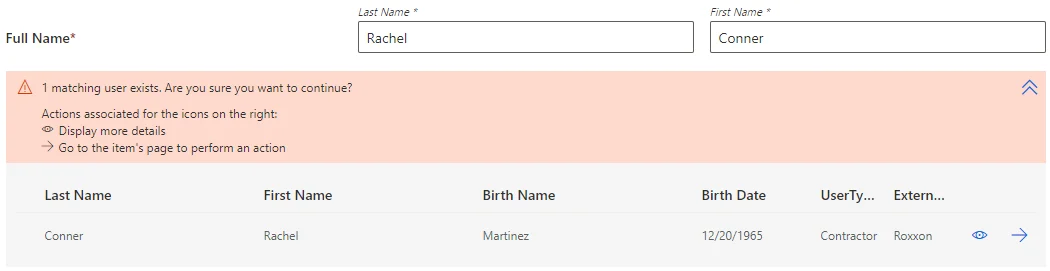 Last Name * First Name *
Full Name* Rachel Conner
1 matching user exists. Are you sure you want to continue?
Actions associated for the icons on the right:
Display more details
Go to the item's page to perform an action
Last Name First Name Birth Name Birth Date UserTy... Extern...
Conner Rachel Martinez 12/20/1965 Contractor Roxxon